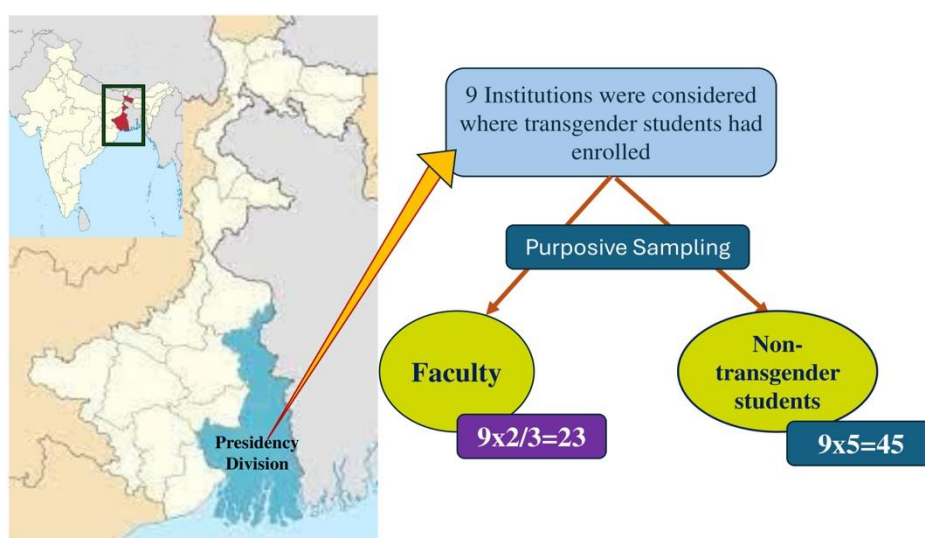 9 Institutions were considered
where transgender students had
enrolled
Purposive Sampling
Faculty
Non-
transgender
students
9x2/3=23
9x5=45
Presidency
Division